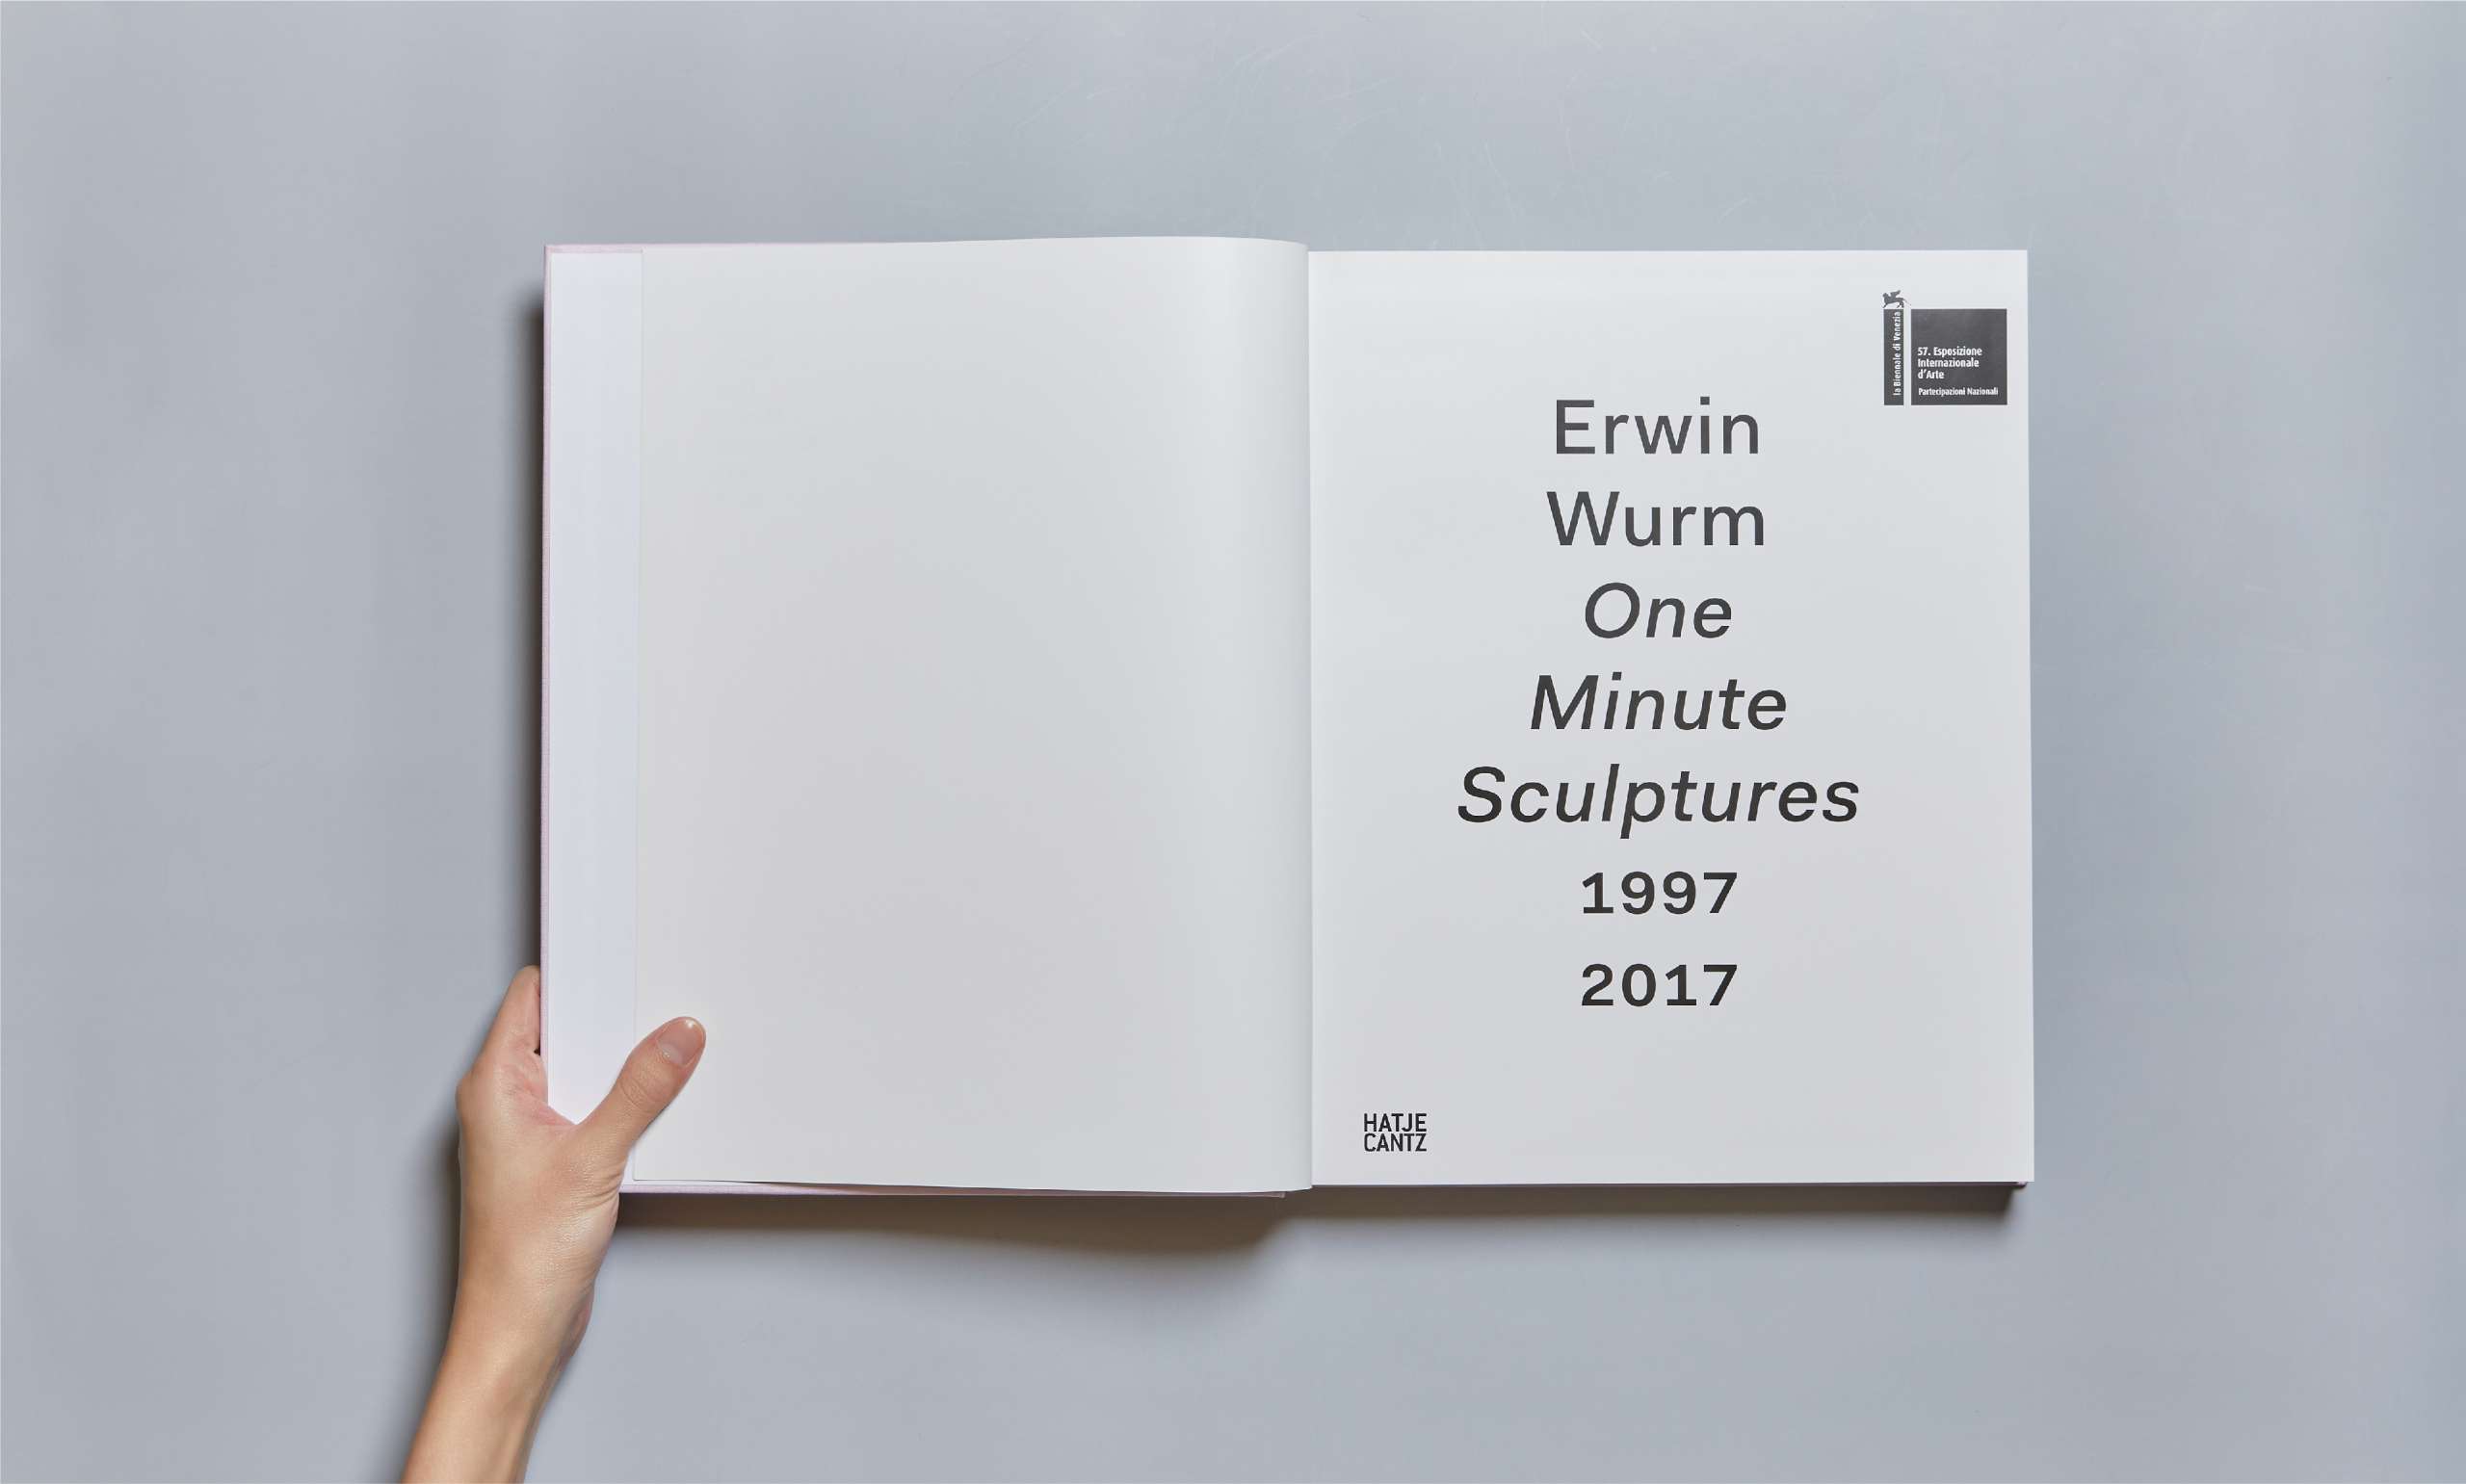 la Biennale di Venezia
57. Esposizione
Internazionale
d'Arte
Partecipazioni Nazionali
Erwin
Wurm
One
Minute
Sculptures
1997
2017
HATJE
CANTZ